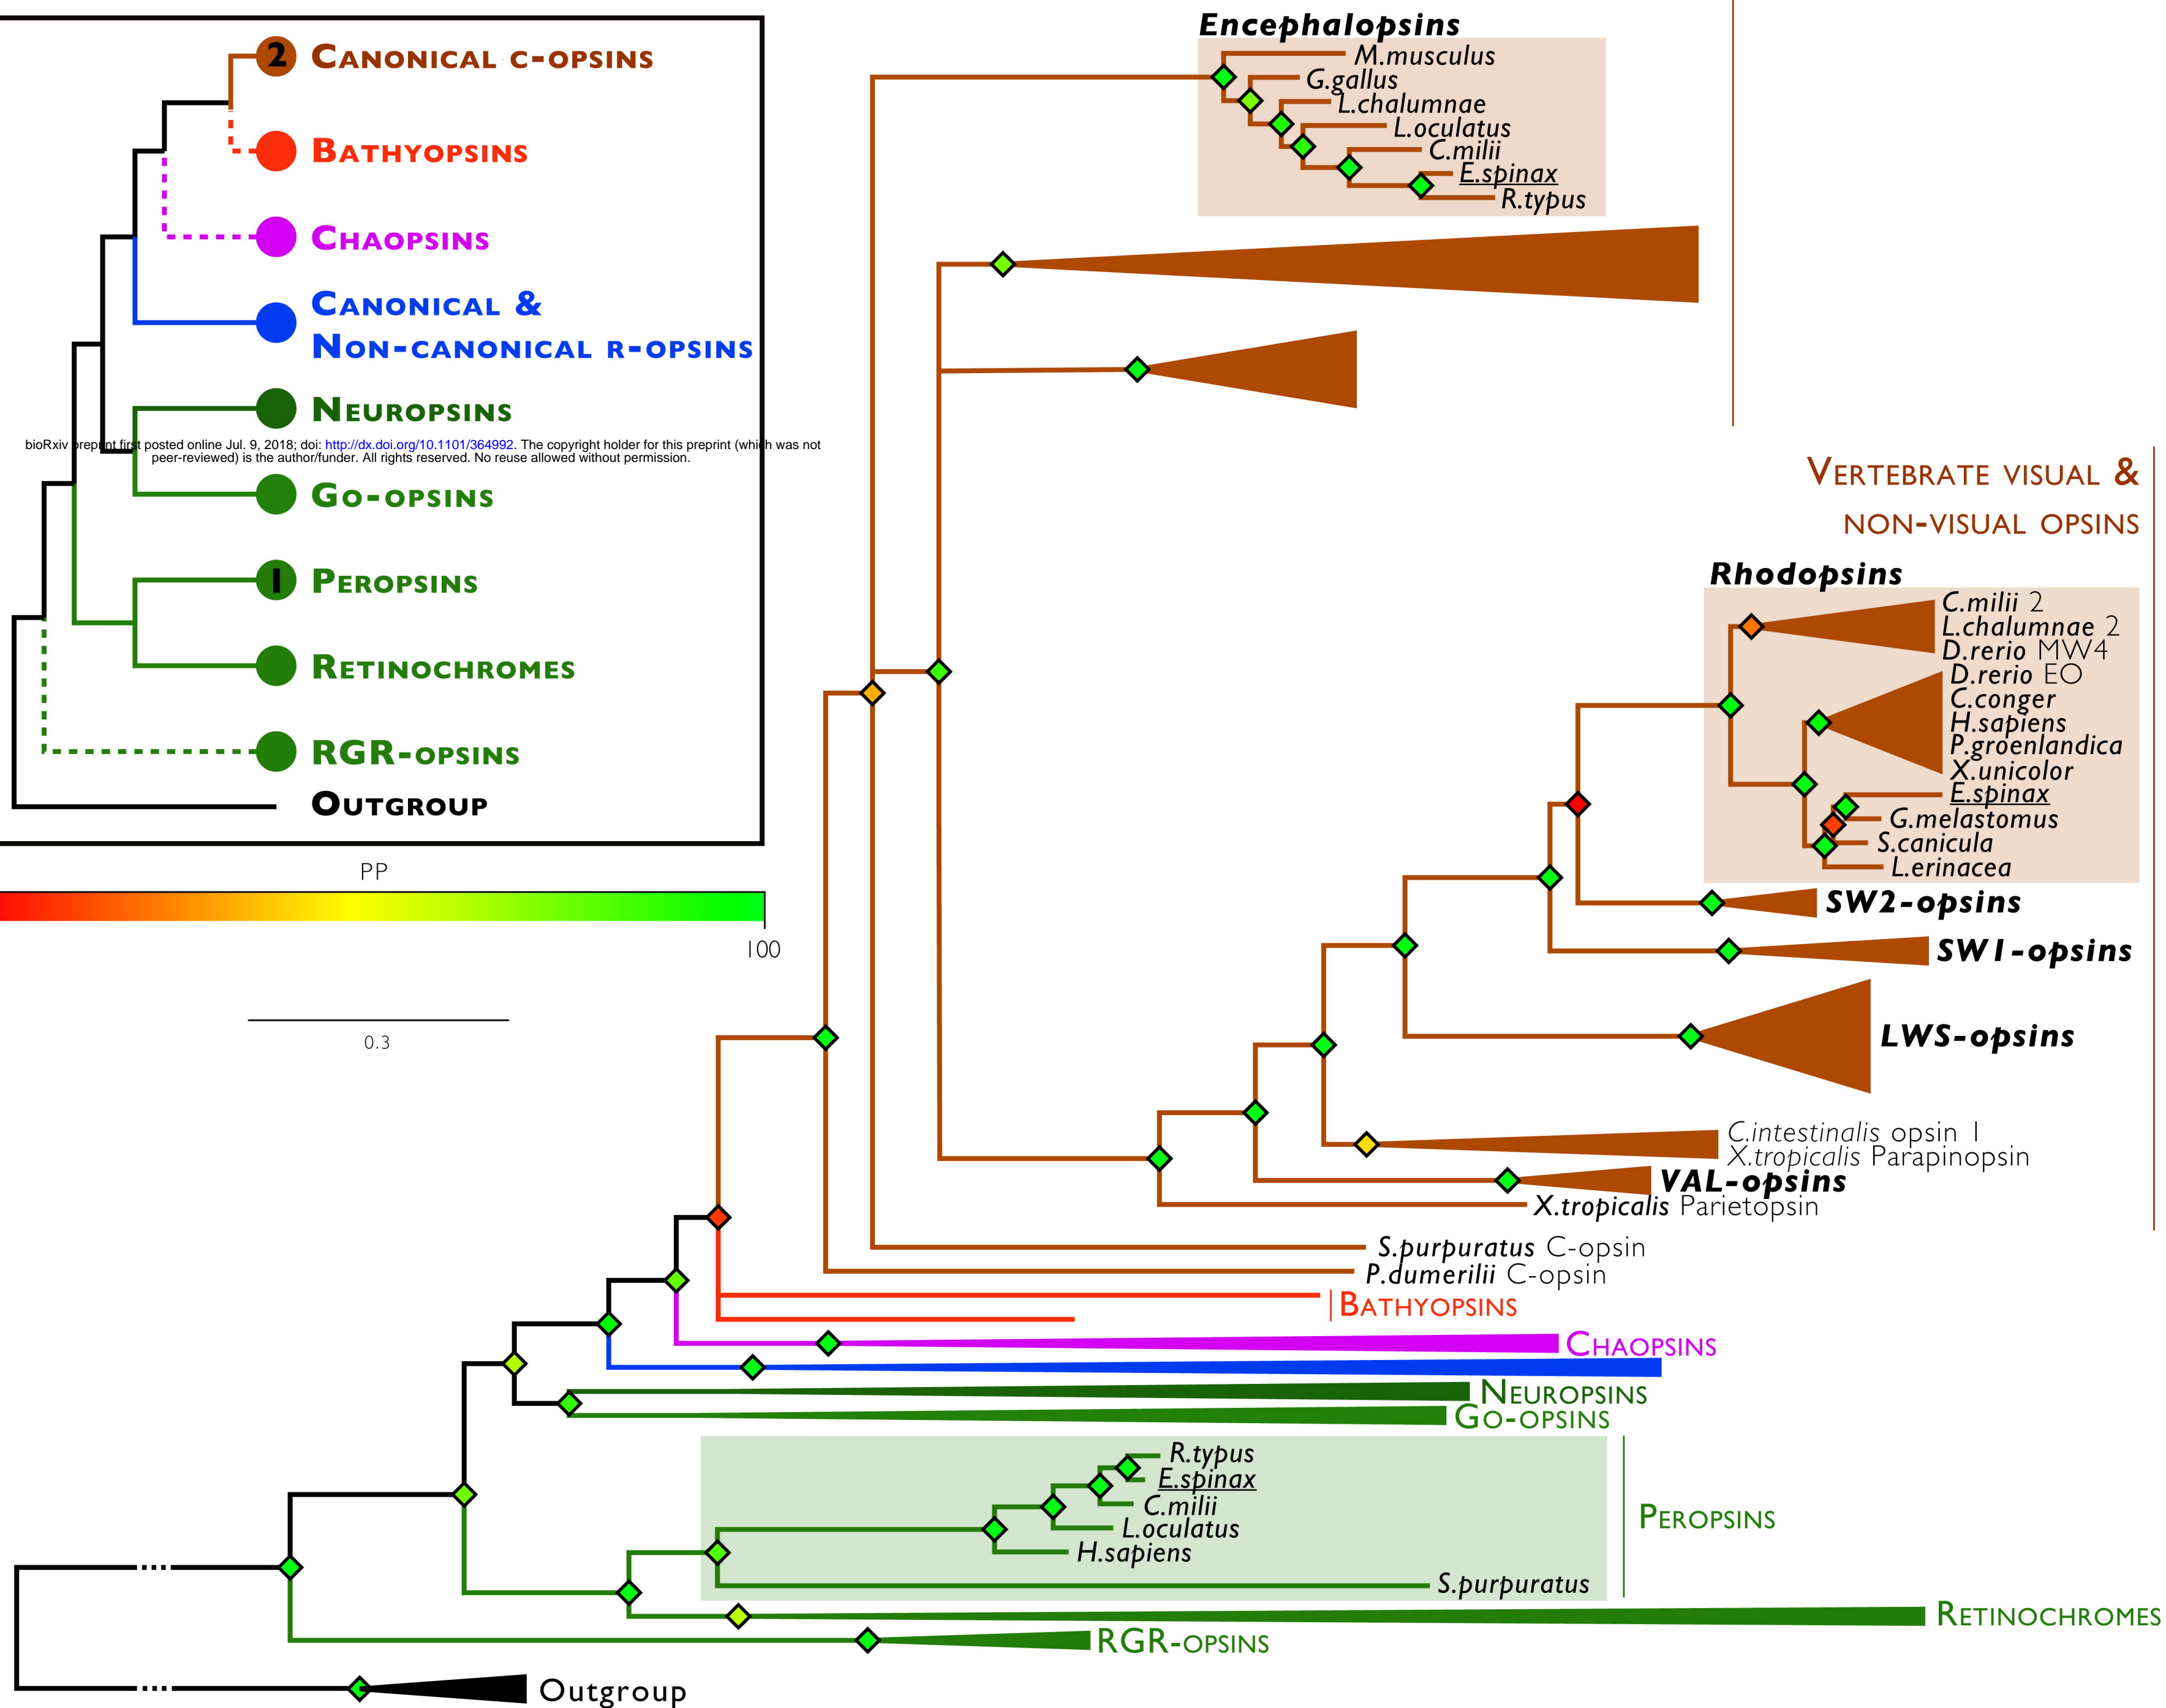 2 CANONICAL C-OPSINS
BATHYOPSINS
CHAOPSINS
CANONICAL &
NON-CANONICAL R-OPSINS
NEUROPSINS
bioRxiv preprint first posted online Jul. 9, 2018; doi: http://dx.doi.org/10.1101/364992. The copyright holder for this preprint (which was not
peer-reviewed) is the author/funder. All rights reserved. No reuse allowed without permission.
GO-OPSINS
1 PEROPSINS
RETINOCHROMES
RGR-OPSINS
OUTGROUP
PP
100
0.3
Encephalopsins
M.musculus
G.gallus
L.chalumnae
L.oculatus
C.milii
E.spinax
R.typus
VERTEBRATE VISUAL &
NON-VISUAL OPSINS
Rhodopsins
C.milii 2
L.chalumnae 2
D.rerio MW4
D.rerio EO
C.conger
H.sapiens
P.groenlandica
X.unicolor
E.spinax
G.melastomus
S.canicula
L.erinacea
SW2-opsins
SW1-opsins
LWS-opsins
C.intestinalis opsin 1
X.tropicalis Parapinopsin
VAL-opsins
X.tropicalis Parietopsin
S.purpuratus C-opsin
P.dumerilii C-opsin
BATHYOPSINS
CHAOPSINS
NEUROPSINS
GO-OPSINS
R.typus
E.spinax
C.milii
L.oculatus
H.sapiens
S.purpuratus
PEROPSINS
RETINOCHROMES
RGR-OPSINS
Outgroup